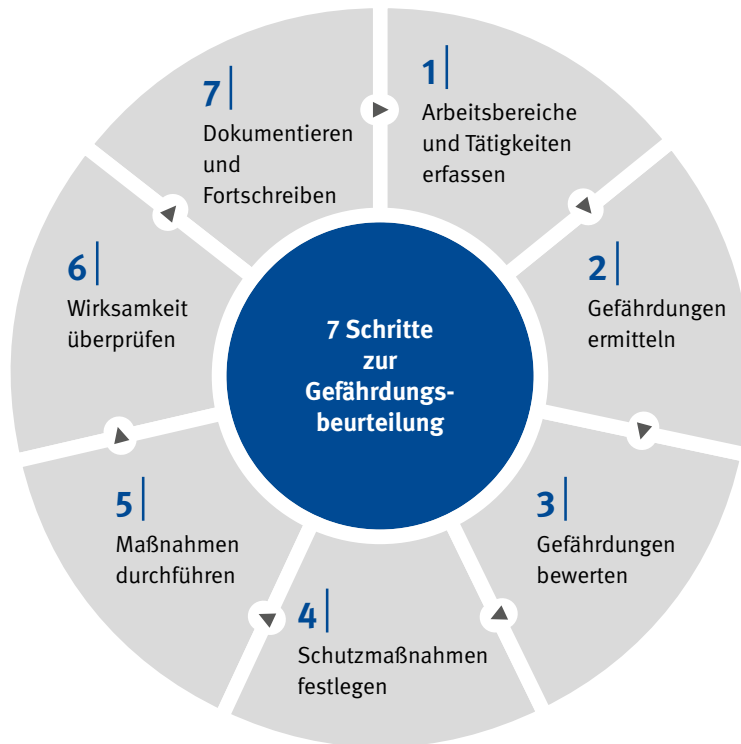 7 Schritte
zur
Gefährdungs-
beurteilung
1
Arbeitsbereiche
und Tätigkeiten
erfassen
2
Gefährdungen
ermitteln
3
Gefährdungen
bewerten
4
Schutzmaßnahmen
festlegen
5
Maßnahmen
durchführen
6
Wirksamkeit
überprüfen
7
Dokumentieren
und
Fortschreiben